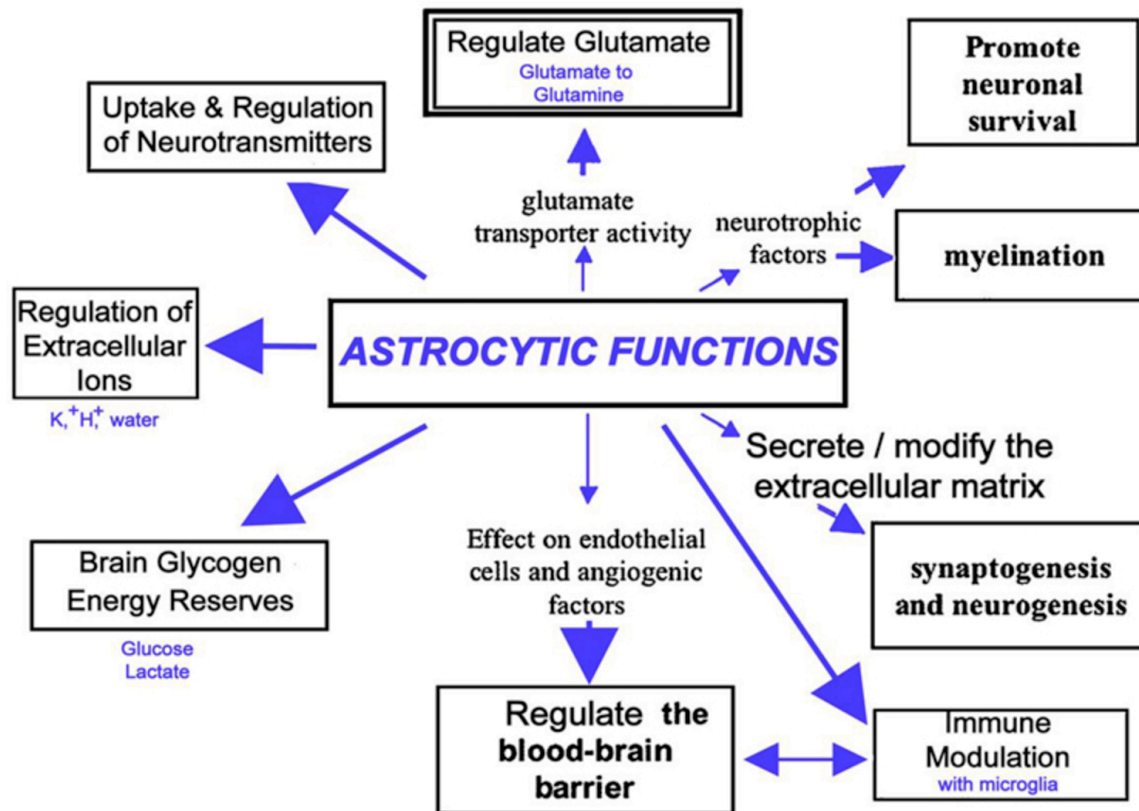 Regulate Glutamate
Glutamate to
Glutamine
Promote
neuronal
survival
Uptake & Regulation
of Neurotransmitters
glutamate
transporter activity
neurotrophic
factors
myelination
Regulation of
Extracellular
Ions
K,+H,+ water
ASTROCYTIC FUNCTIONS
Secrete / modify the
extracellular matrix
Brain Glycogen
Energy Reserves
Glucose
Lactate
Effect on endothelial
cells and angiogenic
factors
synaptogenesis
and neurogenesis
Regulate the
blood-brain
barrier
Immune
Modulation
with microglia